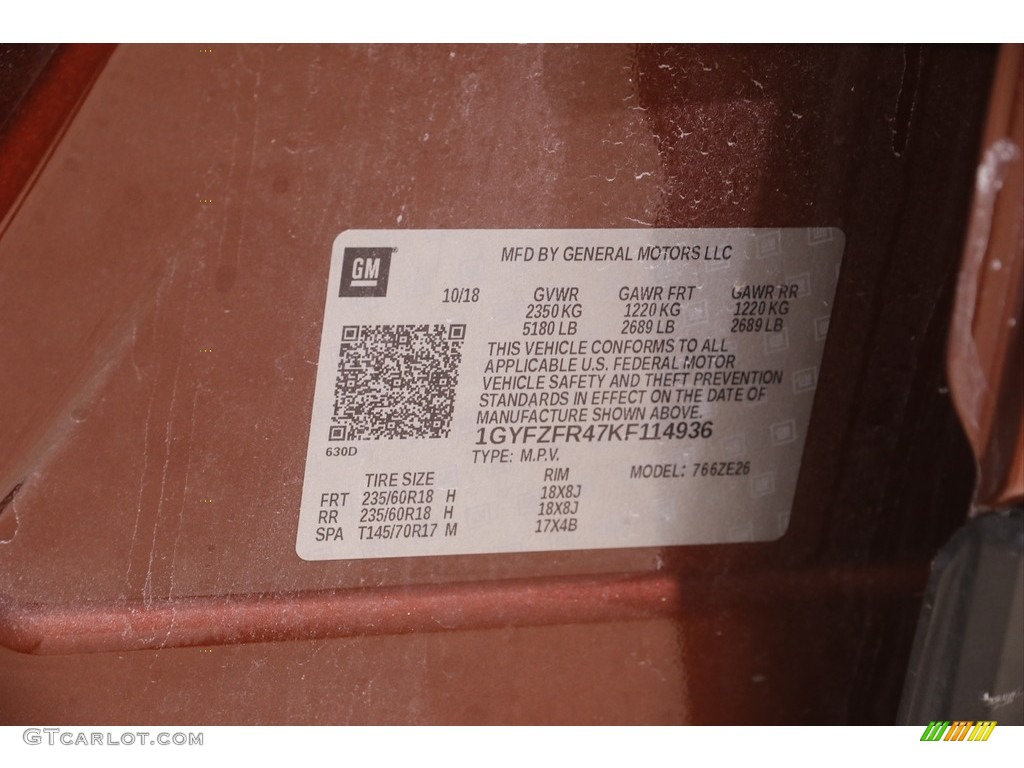 GM
MFD BY GENERAL MOTORS LLC
10/18 GVWR GAWR FRT GAWR RR
2350 KG 1220 KG 1220 KG
5180 LB 2689 LB 2689 LB
THIS VEHICLE CONFORMS TO ALL
APPLICABLE U.S. FEDERAL MOTOR
VEHICLE SAFETY AND THEFT PREVENTION
STANDARDS IN EFFECT ON THE DATE OF
MANUFACTURE SHOWN ABOVE.
1GYFZFR47KF114936
630D
TYPE: M.P.V.
TIRE SIZE RIM MODEL: 766ZE26
FRT 235/60R18 H 18X8J
RR 235/60R18 H 18X8J
SPA T145/70R17 M 17X4B
GTCARLOT.COM